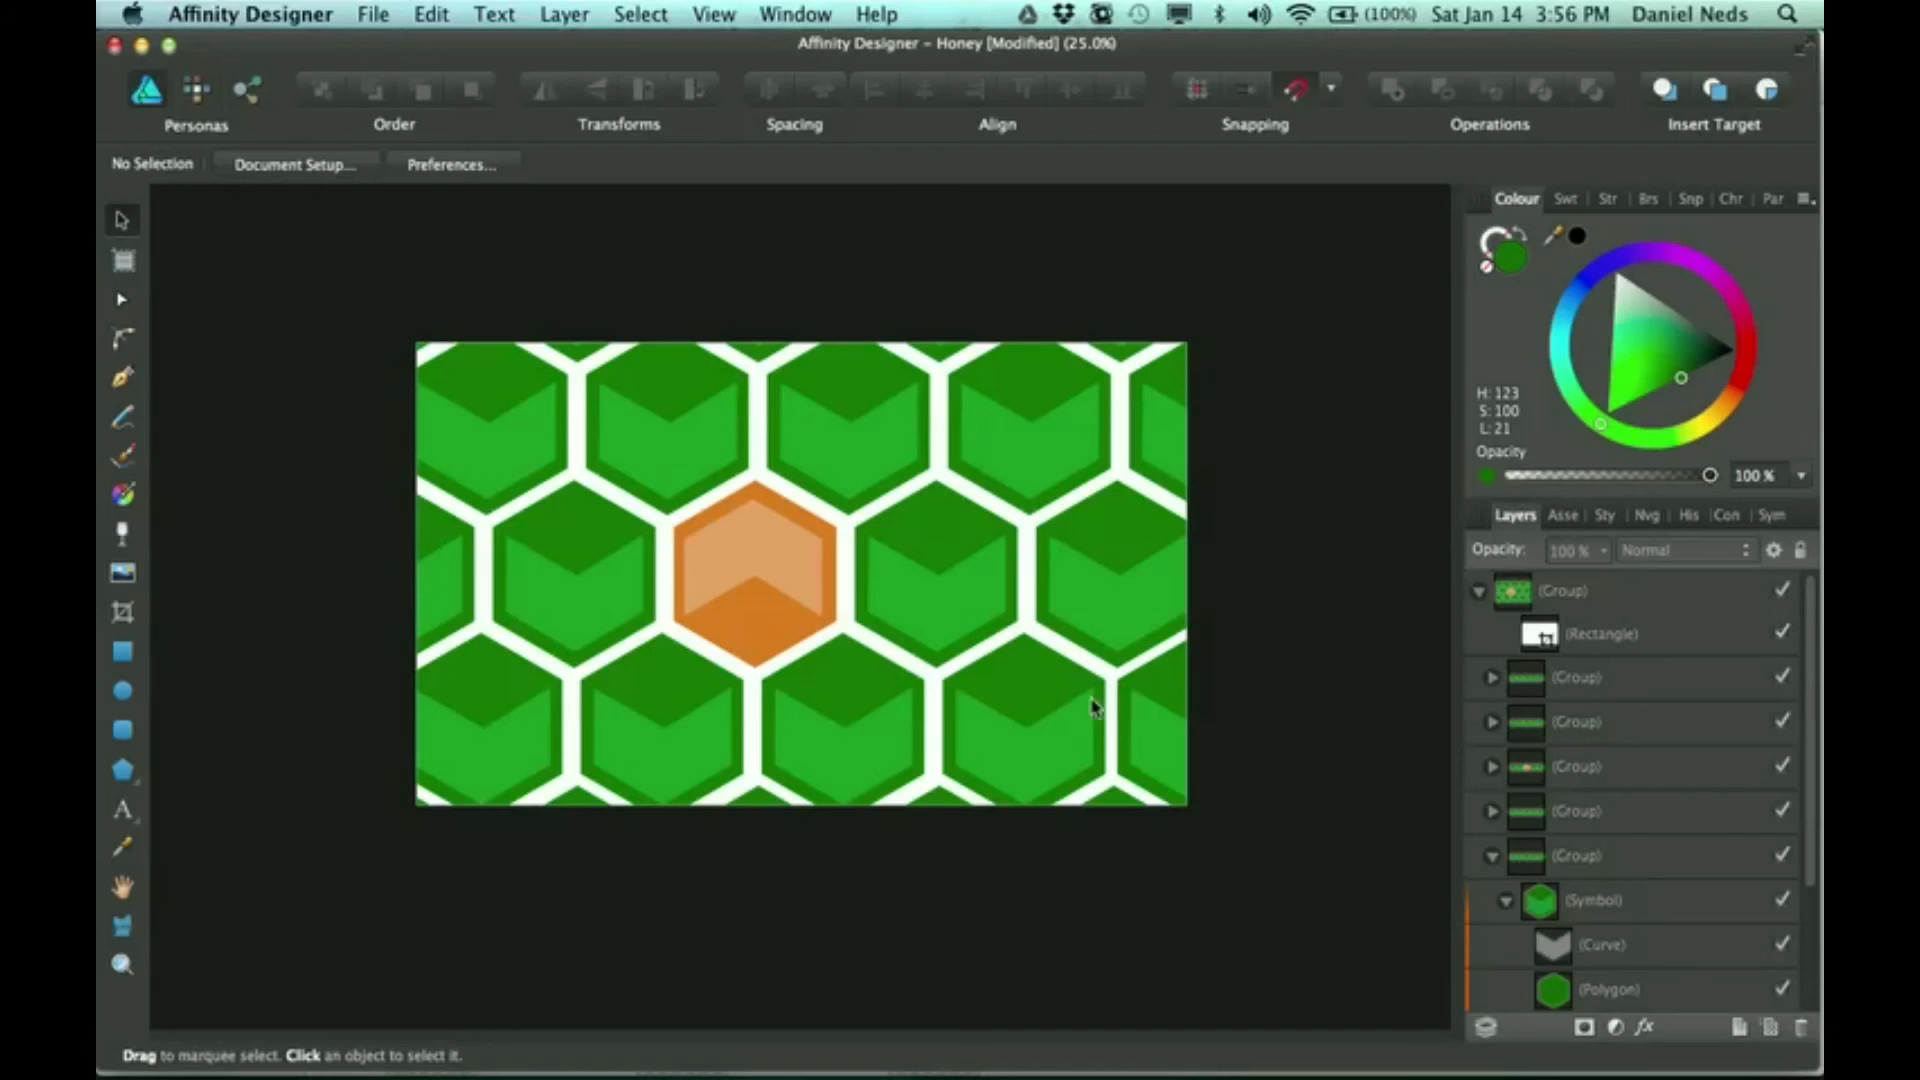 Affinity Designer File Edit Text Layer Select View Window Help (100%) Sat Jan 14 3:56 PM Daniel Neds
Affinity Designer – Honey [Modified] (25.0%)
Personas Order Transforms Spacing Align Snapping Operations Insert Target
No Selection Document Setup... Preferences...
Colour Swt Str Brs Snp Chr Par
H: 123
S: 100
L: 21
Opacity
100 %
Layers Asse Sty Nvg His Con Sym
Opacity: 100 % Normal
(Group)
(Rectangle)
(Group)
(Group)
(Group)
(Group)
(Group)
(Symbol)
(Curve)
(Polygon)
fx
Drag to marquee select. Click an object to select it.